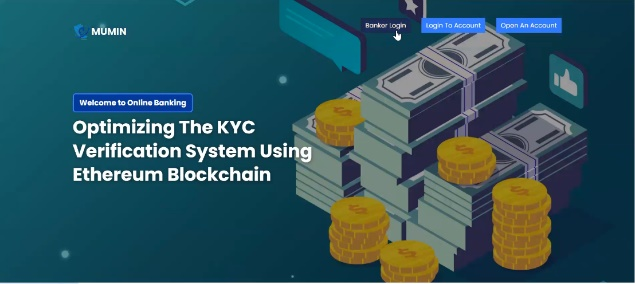 MUMIN
Banker Login
Login To Account
Open An Account
Welcome to Online Banking
Optimizing The KYC
Verification System Using
Ethereum Blockchain